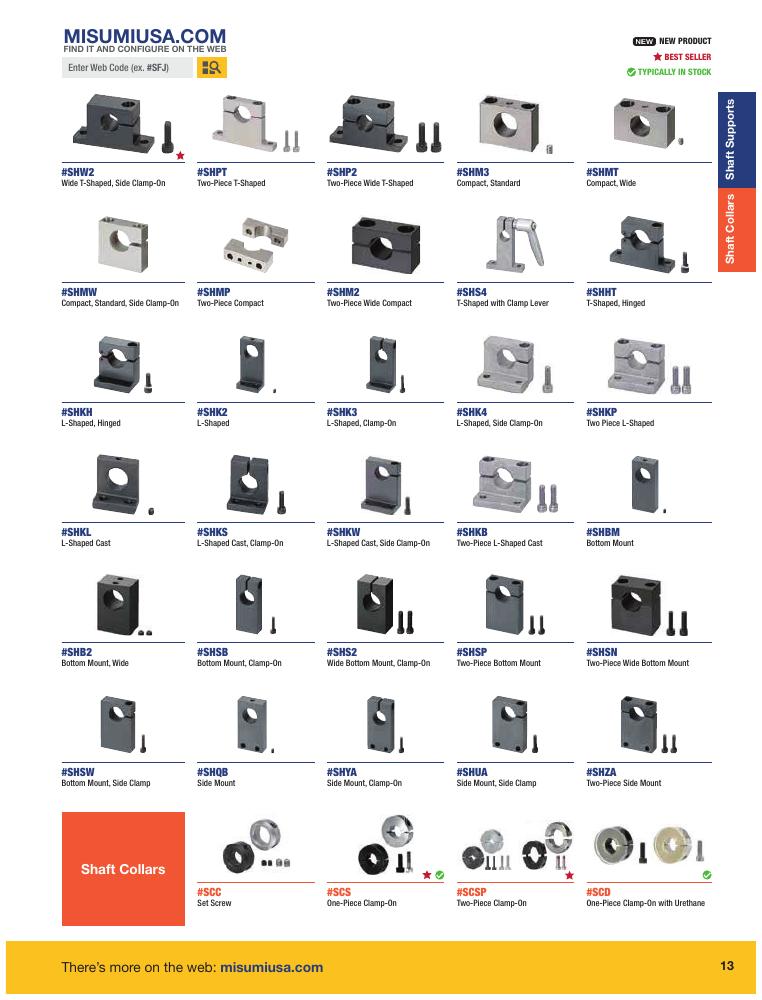 MISUMIUSA.COM
FIND IT AND CONFIGURE ON THE WEB
Enter Web Code (ex. #SFJ)
NEW NEW PRODUCT
BEST SELLER
TYPICALLY IN STOCK
Shaft Supports
Shaft Collars
#SHW2
Wide T-Shaped, Side Clamp-On
#SHPT
Two-Piece T-Shaped
#SHP2
Two-Piece Wide T-Shaped
#SHM3
Compact, Standard
#SHMT
Compact, Wide
#SHMW
Compact, Standard, Side Clamp-On
#SHMP
Two-Piece Compact
#SHM2
Two-Piece Wide Compact
#SHS4
T-Shaped with Clamp Lever
#SHHT
T-Shaped, Hinged
#SHKH
L-Shaped, Hinged
#SHK2
L-Shaped
#SHK3
L-Shaped, Clamp-On
#SHK4
L-Shaped, Side Clamp-On
#SHKP
Two Piece L-Shaped
#SHKL
L-Shaped Cast
#SHKS
L-Shaped Cast, Clamp-On
#SHKW
L-Shaped Cast, Side Clamp-On
#SHKB
Two-Piece L-Shaped Cast
#SHBM
Bottom Mount
#SHB2
Bottom Mount, Wide
#SHSB
Bottom Mount, Clamp-On
#SHS2
Wide Bottom Mount, Clamp-On
#SHSP
Two-Piece Bottom Mount
#SHSN
Two-Piece Wide Bottom Mount
#SHSW
Bottom Mount, Side Clamp
#SHQB
Side Mount
#SHYA
Side Mount, Clamp-On
#SHUA
Side Mount, Side Clamp
#SHZA
Two-Piece Side Mount
Shaft Collars
#SCC
Set Screw
#SCS
One-Piece Clamp-On
#SCSP
Two-Piece Clamp-On
#SCD
One-Piece Clamp-On with Urethane
There's more on the web: misumiusa.com
13